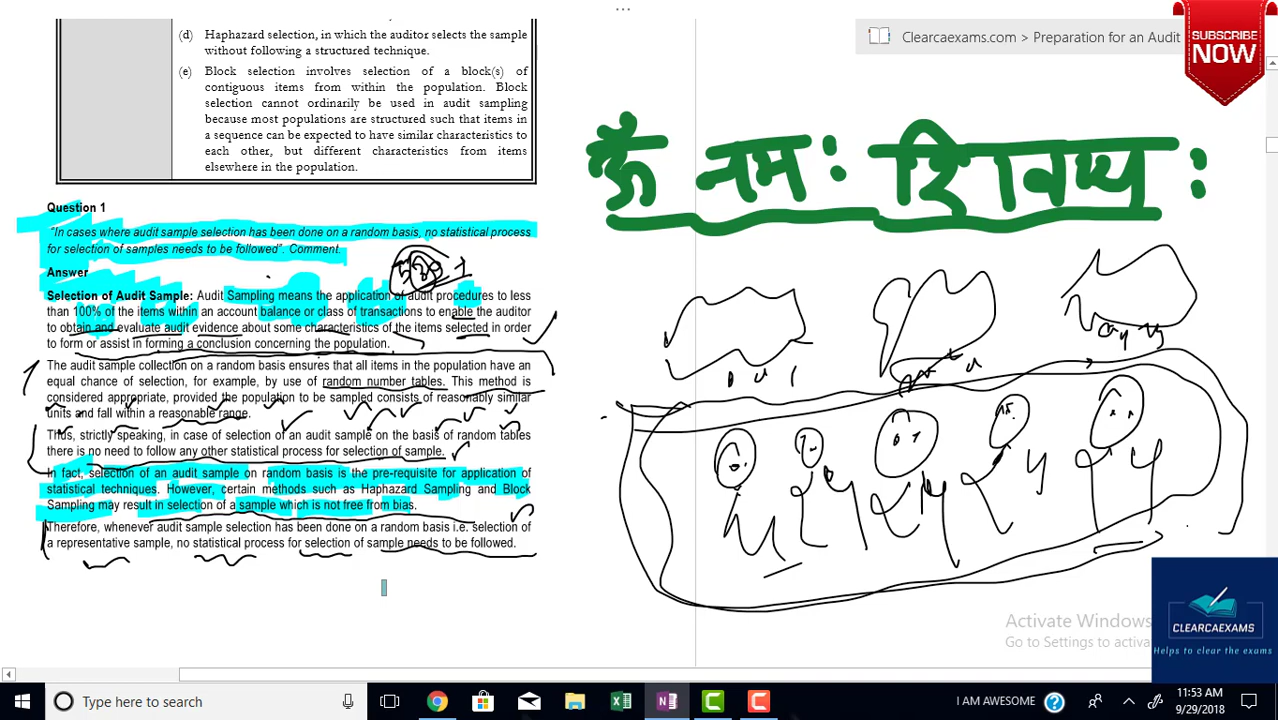 (d) Haphazard selection, in which the auditor selects the sample
without following a structured technique.
(e) Block selection involves selection of a block(s) of
contiguous items from within the population. Block
selection cannot ordinarily be used in audit sampling
because most populations are structured such that items in
a sequence can be expected to have similar characteristics to
each other, but different characteristics from items
elsewhere in the population.
Question 1
"In cases where audit sample selection has been done on a random basis, no statistical process
for selection of samples needs to be followed". Comment.
Answer
Selection of Audit Sample: Audit Sampling means the application of audit procedures to less
than 100% of the items within an account balance or class of transactions to enable the auditor
to obtain and evaluate audit evidence about some characteristics of the items selected in order
to form or assist in forming a conclusion concerning the population.
The audit sample collection on a random basis ensures that all items in the population have an
equal chance of selection, for example, by use of random number tables. This method is
considered appropriate, provided the population to be sampled consists of reasonably similar
units and fall within a reasonable range.
Thus, strictly speaking, in case of selection of an audit sample on the basis of random tables
there is no need to follow any other statistical process for selection of sample.
In fact, selection of an audit sample on random basis is the pre-requisite for application of
statistical techniques. However, certain methods such as Haphazard Sampling and Block
Sampling may result in selection of a sample which is not free from bias.
Therefore, whenever audit sample selection has been done on a random basis i.e. selection of
a representative sample, no statistical process for selection of sample needs to be followed.
Clearcaexams.com > Preparation for an Audit
SUBSCRIBE
NOW
नमः
Activate Windows
Go to Settings to activa
CLEARCAEXAMS
Helps to clear the exams
Type here to search
I AM AWESOME
11:53 AM
9/29/2018